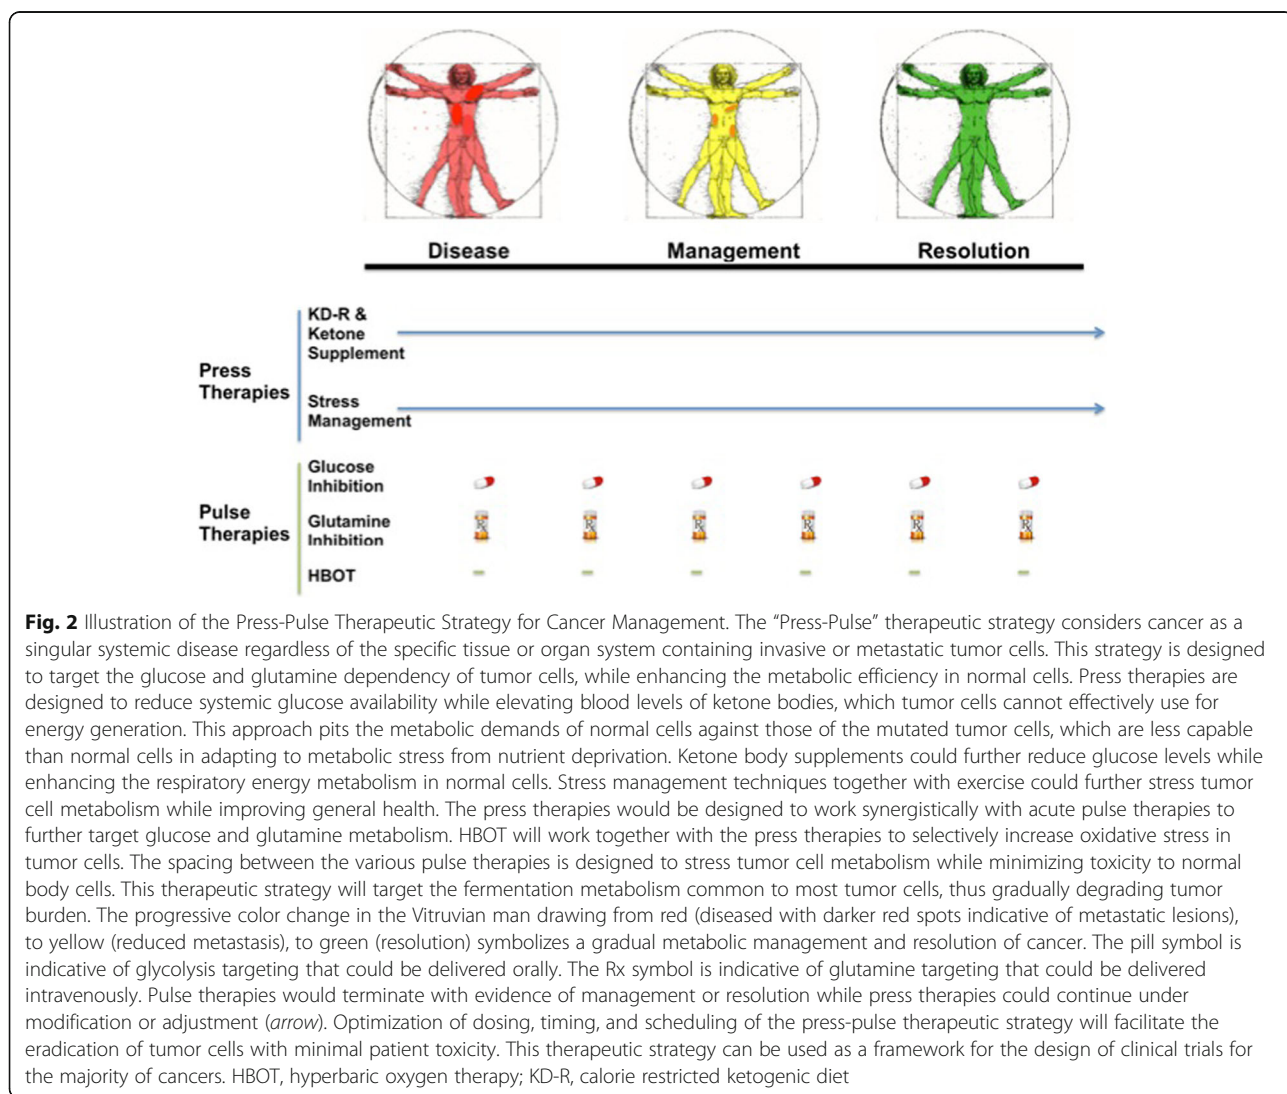 Disease
Management
Resolution
KD-R &
Ketone
Supplement
Press
Therapies
Stress
Management
Glucose
Inhibition
Pulse
Therapies
Glutamine
Inhibition
HBOT
Rx Rx Rx Rx Rx Rx
Fig. 2 Illustration of the Press-Pulse Therapeutic Strategy for Cancer Management. The “Press-Pulse” therapeutic strategy considers cancer as a
singular systemic disease regardless of the specific tissue or organ system containing invasive or metastatic tumor cells. This strategy is designed
to target the glucose and glutamine dependency of tumor cells, while enhancing the metabolic efficiency in normal cells. Press therapies are
designed to reduce systemic glucose availability while elevating blood levels of ketone bodies, which tumor cells cannot effectively use for
energy generation. This approach pits the metabolic demands of normal cells against those of the mutated tumor cells, which are less capable
than normal cells in adapting to metabolic stress from nutrient deprivation. Ketone body supplements could further reduce glucose levels while
enhancing the respiratory energy metabolism in normal cells. Stress management techniques together with exercise could further stress tumor
cell metabolism while improving general health. The press therapies would be designed to work synergistically with acute pulse therapies to
further target glucose and glutamine metabolism. HBOT will work together with the press therapies to selectively increase oxidative stress in
tumor cells. The spacing between the various pulse therapies is designed to stress tumor cell metabolism while minimizing toxicity to normal
body cells. This therapeutic strategy will target the fermentation metabolism common to most tumor cells, thus gradually degrading tumor
burden. The progressive color change in the Vitruvian man drawing from red (diseased with darker red spots indicative of metastatic lesions),
to yellow (reduced metastasis), to green (resolution) symbolizes a gradual metabolic management and resolution of cancer. The pill symbol is
indicative of glycolysis targeting that could be delivered orally. The Rx symbol is indicative of glutamine targeting that could be delivered
intravenously. Pulse therapies would terminate with evidence of management or resolution while press therapies could continue under
modification or adjustment (arrow). Optimization of dosing, timing, and scheduling of the press-pulse therapeutic strategy will facilitate the
eradication of tumor cells with minimal patient toxicity. This therapeutic strategy can be used as a framework for the design of clinical trials for
the majority of cancers. HBOT, hyperbaric oxygen therapy; KD-R, calorie restricted ketogenic diet